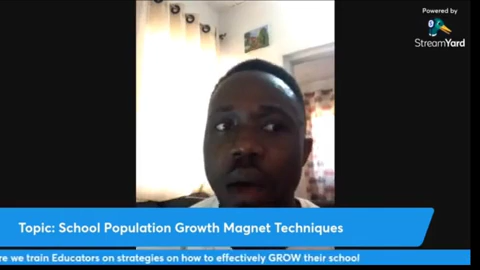 Powered by
StreamYard
Topic: School Population Growth Magnet Techniques
re we train Educators on strategies on how to effectively GROW their school